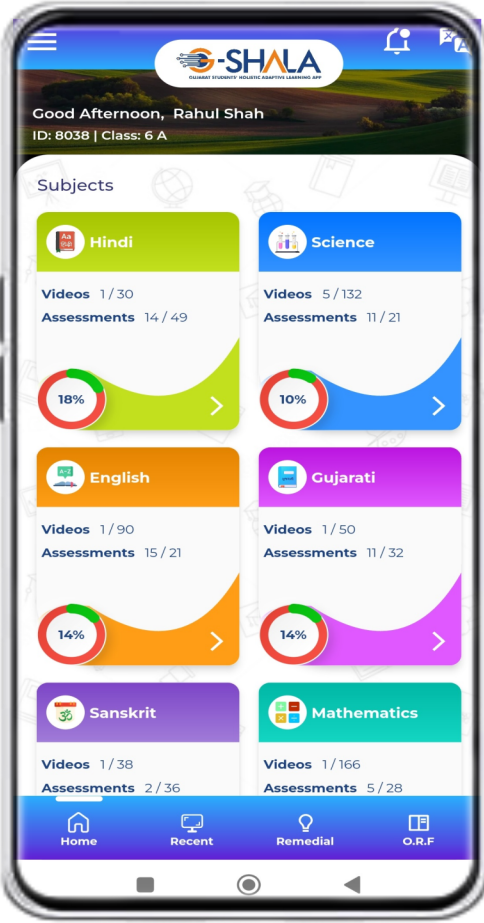 G-SHALA
GUJARAT STUDENTS' HOLISTIC ADAPTIVE LEARNING APP
Good Afternoon, Rahul Shah
ID: 8038 | Class: 6 A
Subjects
Hindi
Videos 1 / 30
Assessments 14 / 49
18%
Science
Videos 5 / 132
Assessments 11 / 21
10%
English
Videos 1 / 90
Assessments 15 / 21
14%
Gujarati
Videos 1 / 50
Assessments 11 / 32
14%
Sanskrit
Videos 1 / 38
Assessments 2 / 36
Mathematics
Videos 1 / 166
Assessments 5 / 28
Home
Recent
Remedial
O.R.F